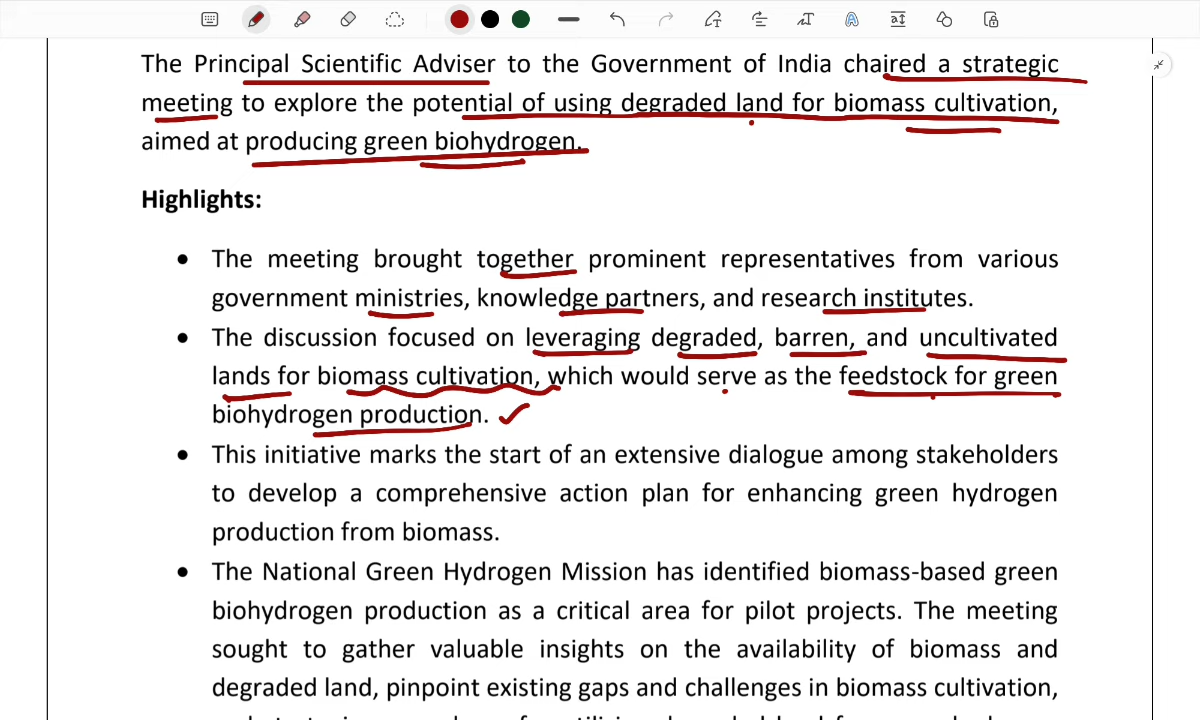 The Principal Scientific Adviser to the Government of India chaired a strategic
meeting to explore the potential of using degraded land for biomass cultivation,
aimed at producing green biohydrogen.
Highlights:
• The meeting brought together prominent representatives from various
government ministries, knowledge partners, and research institutes.
• The discussion focused on leveraging degraded, barren, and uncultivated
lands for biomass cultivation, which would serve as the feedstock for green
biohydrogen production.
• This initiative marks the start of an extensive dialogue among stakeholders
to develop a comprehensive action plan for enhancing green hydrogen
production from biomass.
• The National Green Hydrogen Mission has identified biomass-based green
biohydrogen production as a critical area for pilot projects. The meeting
sought to gather valuable insights on the availability of biomass and
degraded land, pinpoint existing gaps and challenges in biomass cultivation,